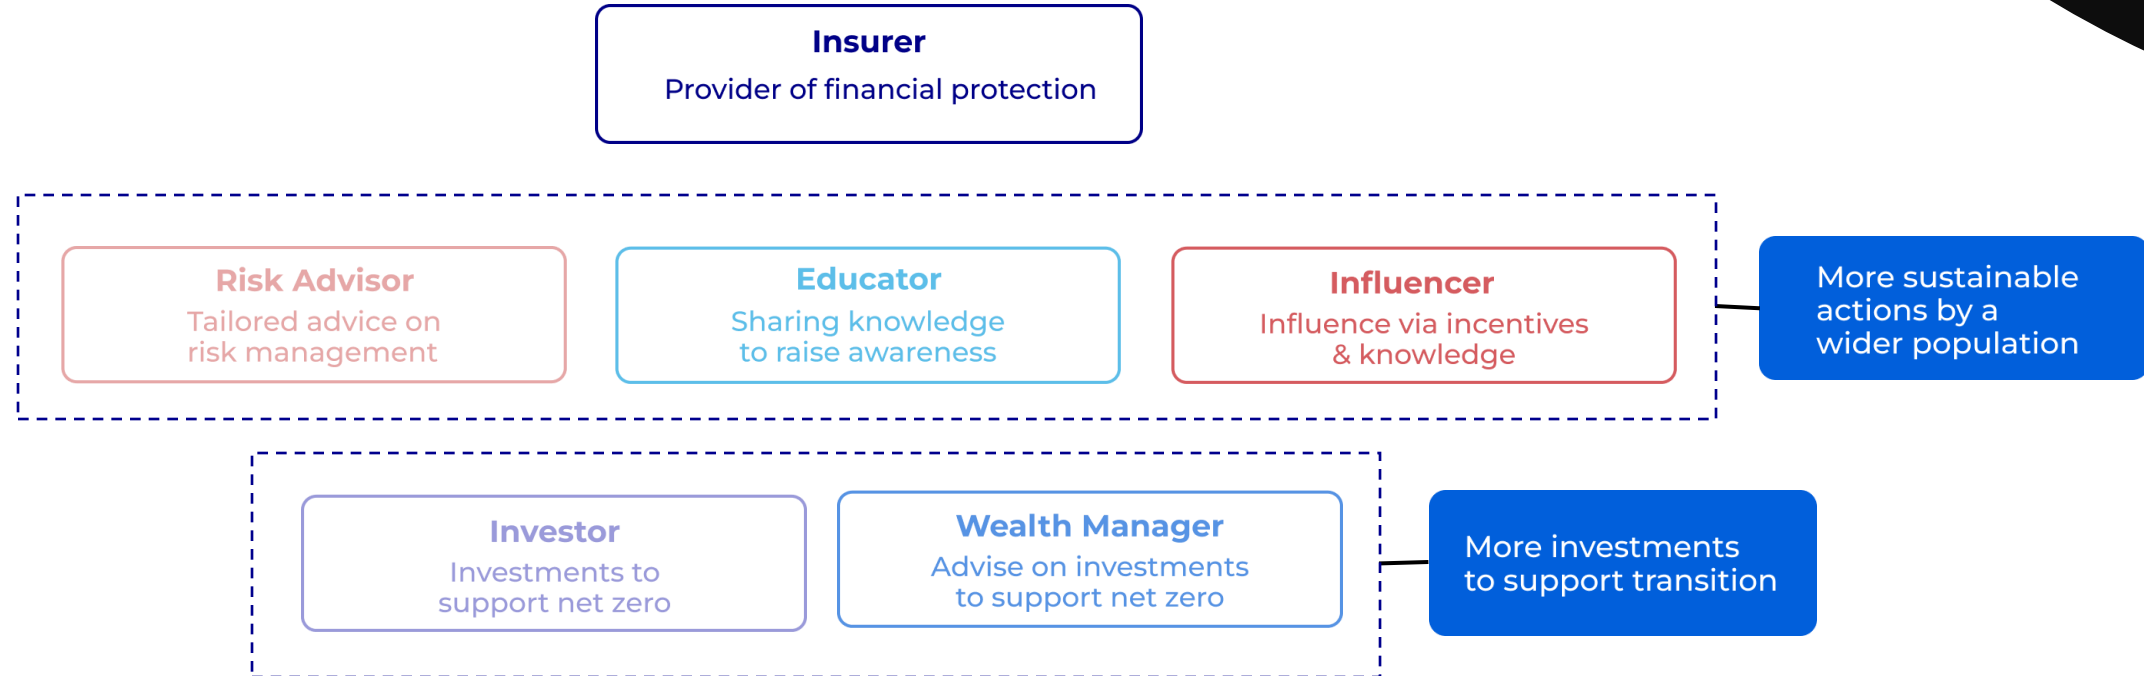 Insurer
Provider of financial protection
Risk Advisor
Tailored advice on
risk management
Educator
Sharing knowledge
to raise awareness
Influencer
Influence via incentives
& knowledge
More sustainable
actions by a
wider population
Investor
Investments to
support net zero
Wealth Manager
Advise on investments
to support net zero
More investments
to support transition